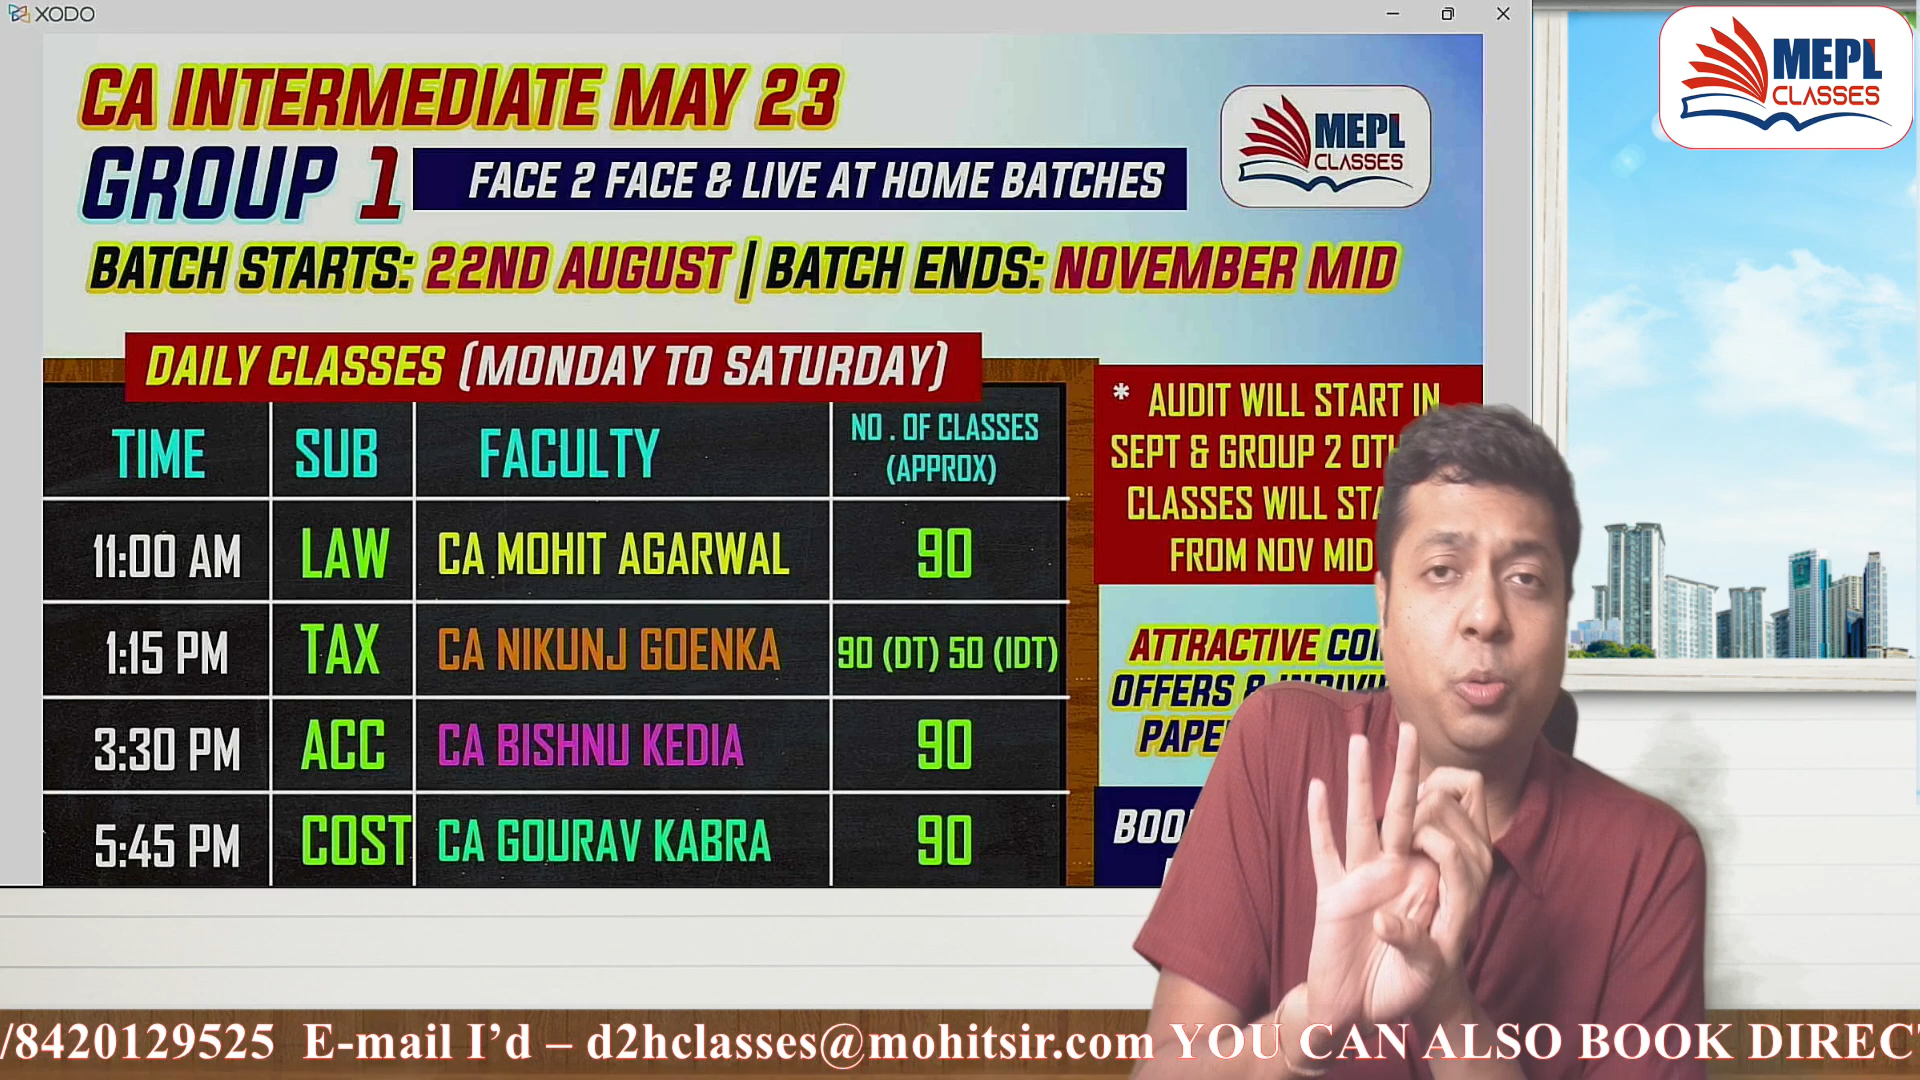 XODO
CA INTERMEDIATE MAY 23
GROUP 1
FACE 2 FACE & LIVE AT HOME BATCHES
MEPL
CLASSES
MEPL
CLASSES
BATCH STARTS: 22ND AUGUST | BATCH ENDS: NOVEMBER MID
DAILY CLASSES (MONDAY TO SATURDAY)
TIME SUB FACULTY NO . OF CLASSES (APPROX)
11:00 AM LAW CA MOHIT AGARWAL 90
1:15 PM TAX CA NIKUNJ GOENKA 90 (DT) 50 (IDT)
3:30 PM ACC CA BISHNU KEDIA 90
5:45 PM COST CA GOURAV KABRA 90
* AUDIT WILL START IN
SEPT & GROUP 2
CLASSES WILL
FROM NOV MID
ATTRACTIVE
OFFERS &
/8420129525 E-mail I’d – d2hclasses@mohitsir.com YOU CAN ALSO BOOK